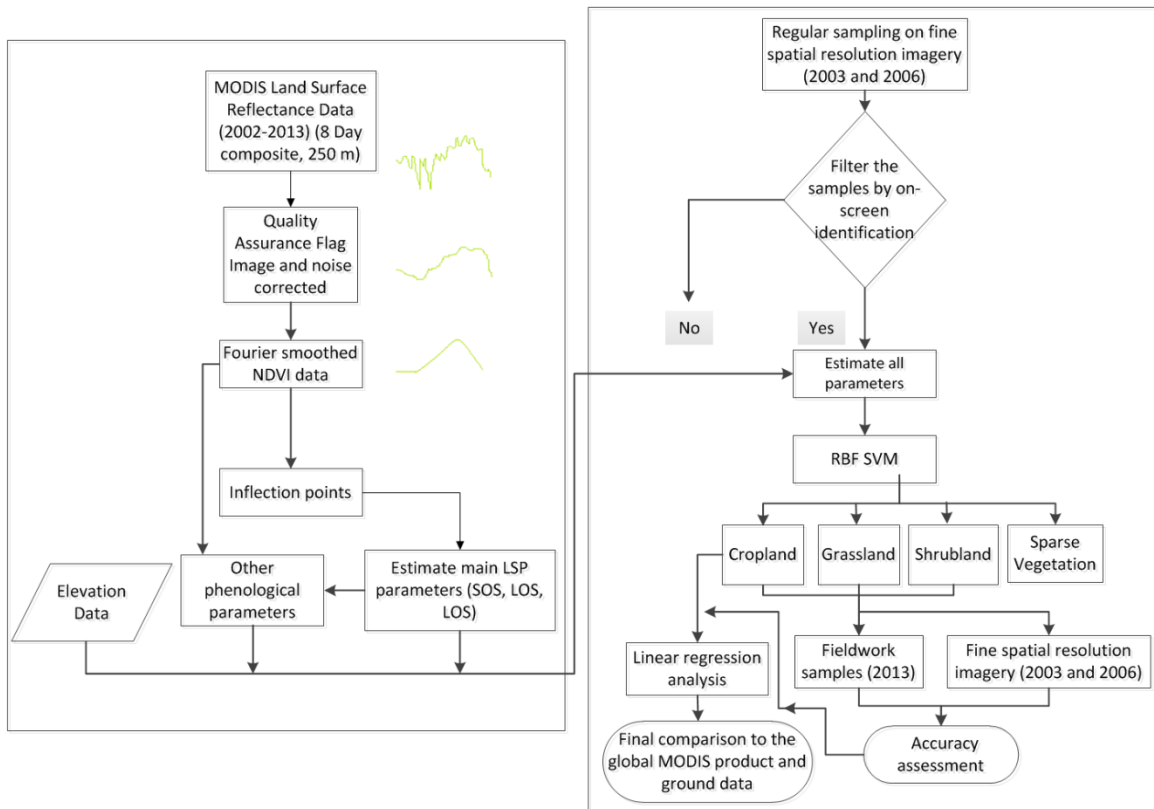 MODIS Land Surface
Reflectance Data
(2002-2013) (8 Day
composite, 250 m)
Quality
Assurance Flag
Image and noise
corrected
Fourier smoothed
NDVI data
Inflection points
Other
phenological
parameters
Estimate main LSP
parameters (SOS, LOS,
LOS)
Elevation
Data
Regular sampling on fine
spatial resolution imagery
(2003 and 2006)
Filter the
samples by on-
screen
identification
No
Yes
Estimate all
parameters
RBF SVM
Cropland
Grassland
Shrubland
Sparse
Vegetation
Linear regression
analysis
Fieldwork
samples (2013)
Fine spatial resolution
imagery (2003 and 2006)
Final comparison to the
global MODIS product and
ground data
Accuracy
assessment